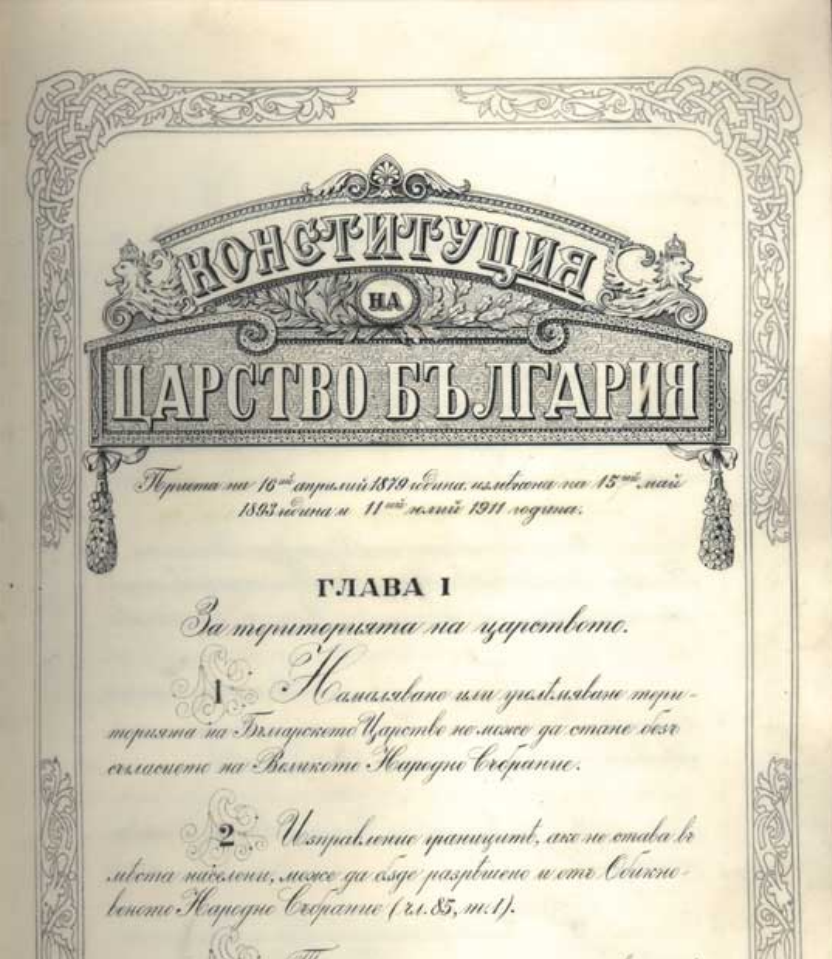 КОНСТИТУЦИЯ
НА
ЦАРСТВО БЪЛГАРИЯ
Приета на 16ий априлий 1879 година, измѣнена на 15ий май
1893 година и 11ий юлий 1911 година.
ГЛАВА I
За територията на царството.
1. Намаляване или уголѣмяване тери-
торията на Българското Царство не може да стане безъ
съгласието на Великото Народно Събрание.
2. Изправление границитѣ, ако не става въ
мѣста населени, може да бѫде разрѣшено и отъ Обикно-
веното Народно Събрание (чл. 85, т. 1).